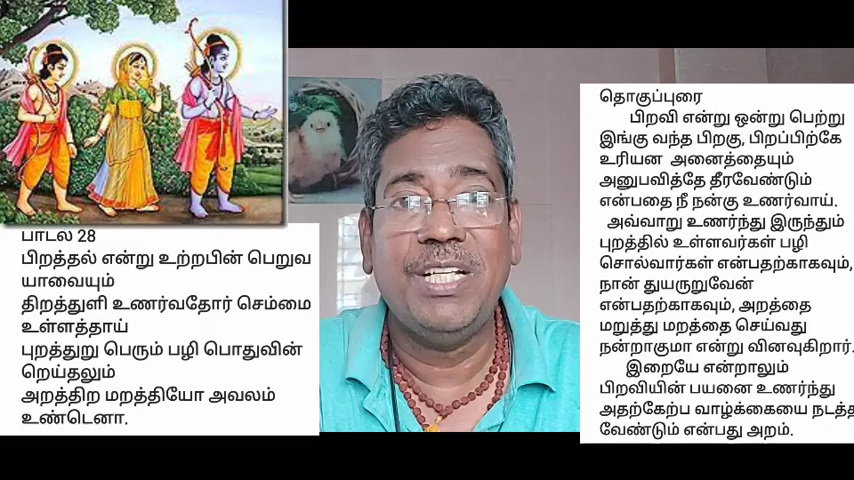 பாடல் 28
பிறத்தல் என்று உற்றபின் பெறுவ
யாவையும்
திறத்துளி உணர்வதோர் செம்மை
உள்ளத்தாய்
புறத்துறு பெரும் பழி பொதுவின்
றெய்தலும்
அறத்திற மறத்தியோ அவலம்
உண்டெனா.
தொகுப்புரை
பிறவி என்று ஒன்று பெற்று
இங்கு வந்த பிறகு, பிறப்பிற்கே
உரியன அனைத்தையும்
அனுபவித்தே தீரவேண்டும்
என்பதை நீ நன்கு உணர்வாய்.
அவ்வாறு உணர்ந்து இருந்தும்
புறத்தில் உள்ளவர்கள் பழி
சொல்வார்கள் என்பதற்காகவும்,
நான் துயருறுவேன்
என்பதற்காகவும், அறத்தை
மறுத்து மறத்தை செய்வது
நன்றாகுமா என்று வினவுகிறார்.
இறையே என்றாலும்
பிறவியின் பயனை உணர்ந்து
அதற்கேற்ப வாழ்க்கையை நடத்த
வேண்டும் என்பது அறம்.